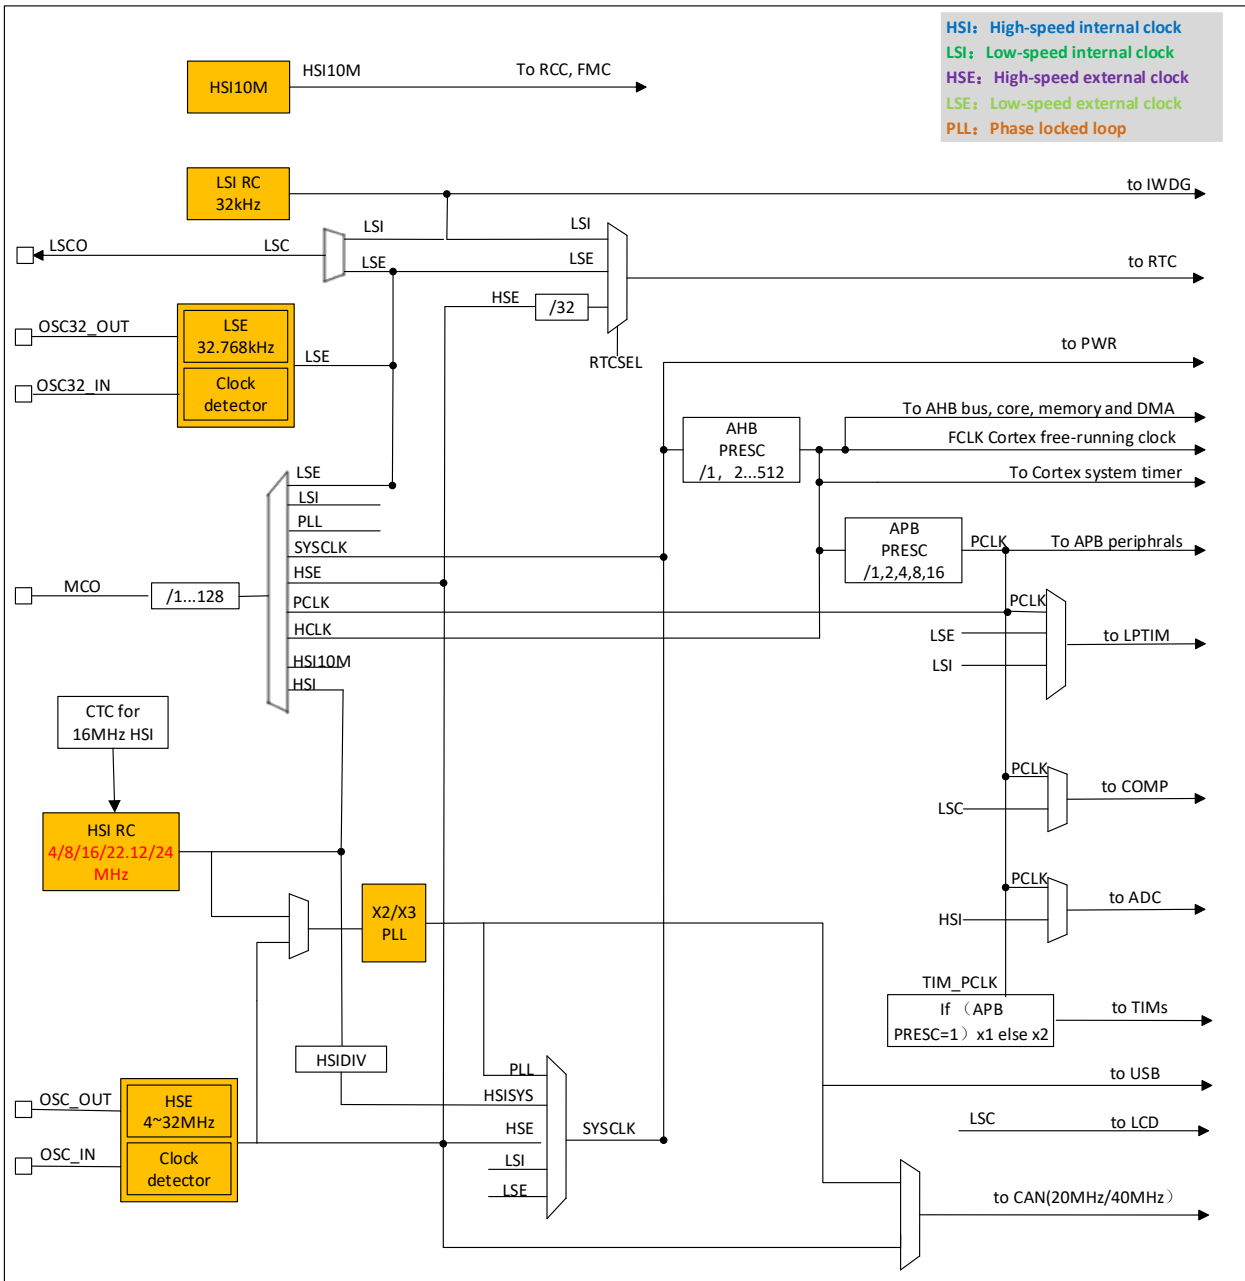 HSI：High-speed internal clock
LSI：Low-speed internal clock
HSE：High-speed external clock
LSE：Low-speed external clock
PLL：Phase locked loop
HSI10M
HSI10M
To RCC, FMC
LSI RC
32kHz
to IWDG
LSI
LSI
LSCO
LSC
LSE
LSE
to RTC
HSE
/32
OSC32_OUT
LSE
32.768kHz
LSE
RTCSEL
to PWR
OSC32_IN
Clock
detector
To AHB bus, core, memory and DMA
AHB
PRESC
/1，2...512
FCLK Cortex free-running clock
To Cortex system timer
LSE
LSI
PLL
SYSCLK
HSE
PCLK
HCLK
HSI10M
HSI
APB
PRESC
/1,2,4,8,16
PCLK
To APB periphrals
MCO
/1...128
PCLK
LSE
LSI
to LPTIM
CTC for
16MHz HSI
PCLK
LSC
to COMP
HSI RC
4/8/16/22.12/24
MHz
X2/X3
PLL
PCLK
HSI
to ADC
TIM_PCLK
If （APB
PRESC=1）x1 else x2
to TIMs
HSIDIV
PLL
HSISYS
HSE
LSI
LSE
SYSCLK
to USB
OSC_OUT
HSE
4~32MHz
OSC_IN
Clock
detector
LSC
to LCD
to CAN(20MHz/40MHz）